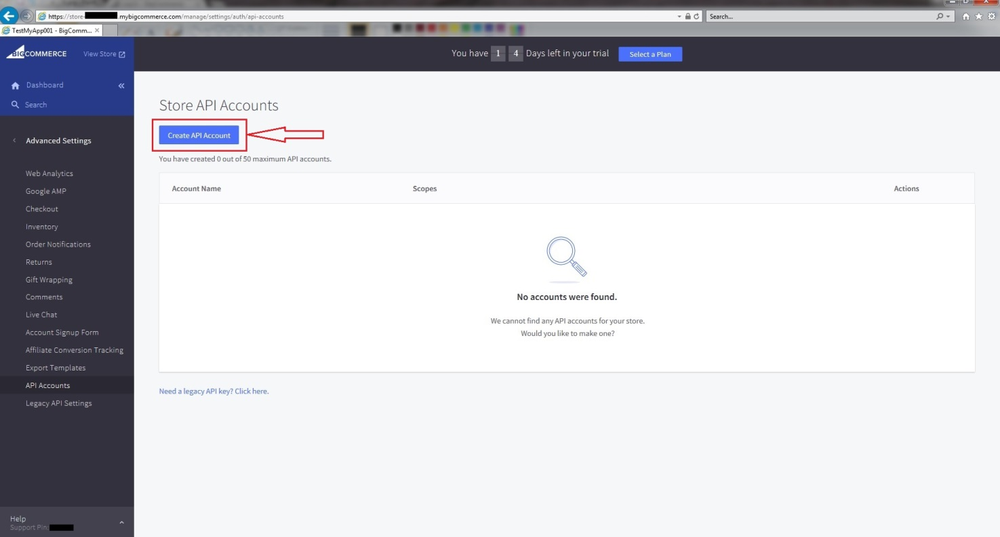 https://store-
.mybigcommerce.com/manage/settings/auth/api-accounts
Search...
TestMyApp001 - BigComm...
BIGCOMMERCE
View Store
You have 1 4 Days left in your trial
Select a Plan
Dashboard
Search
Advanced Settings
Web Analytics
Google AMP
Checkout
Inventory
Order Notifications
Returns
Gift Wrapping
Comments
Live Chat
Account Signup Form
Affiliate Conversion Tracking
Export Templates
API Accounts
Legacy API Settings
Help
Support Pin:
Store API Accounts
Create API Account
You have created 0 out of 50 maximum API accounts.
Account Name Scopes Actions
No accounts were found.
We cannot find any API accounts for your store.
Would you like to make one?
Need a legacy API key? Click here.